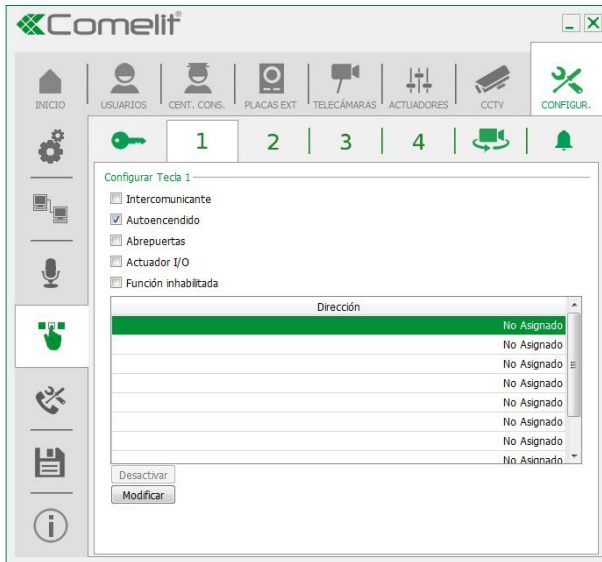 Comelit®
INICIO
USUARIOS
CENT. CONS.
PLACAS EXT
TELECÁMARAS
ACTUADORES
CCTV
CONFIGUR.
1
2
3
4
Configurar Tecla 1
Intercomunicante
Autoencendido
Abrepuertas
Actuador I/O
Función inhabilitada
Dirección
No Asignado
No Asignado
No Asignado
No Asignado
No Asignado
No Asignado
No Asignado
No Asignado
Desactivar
Modificar